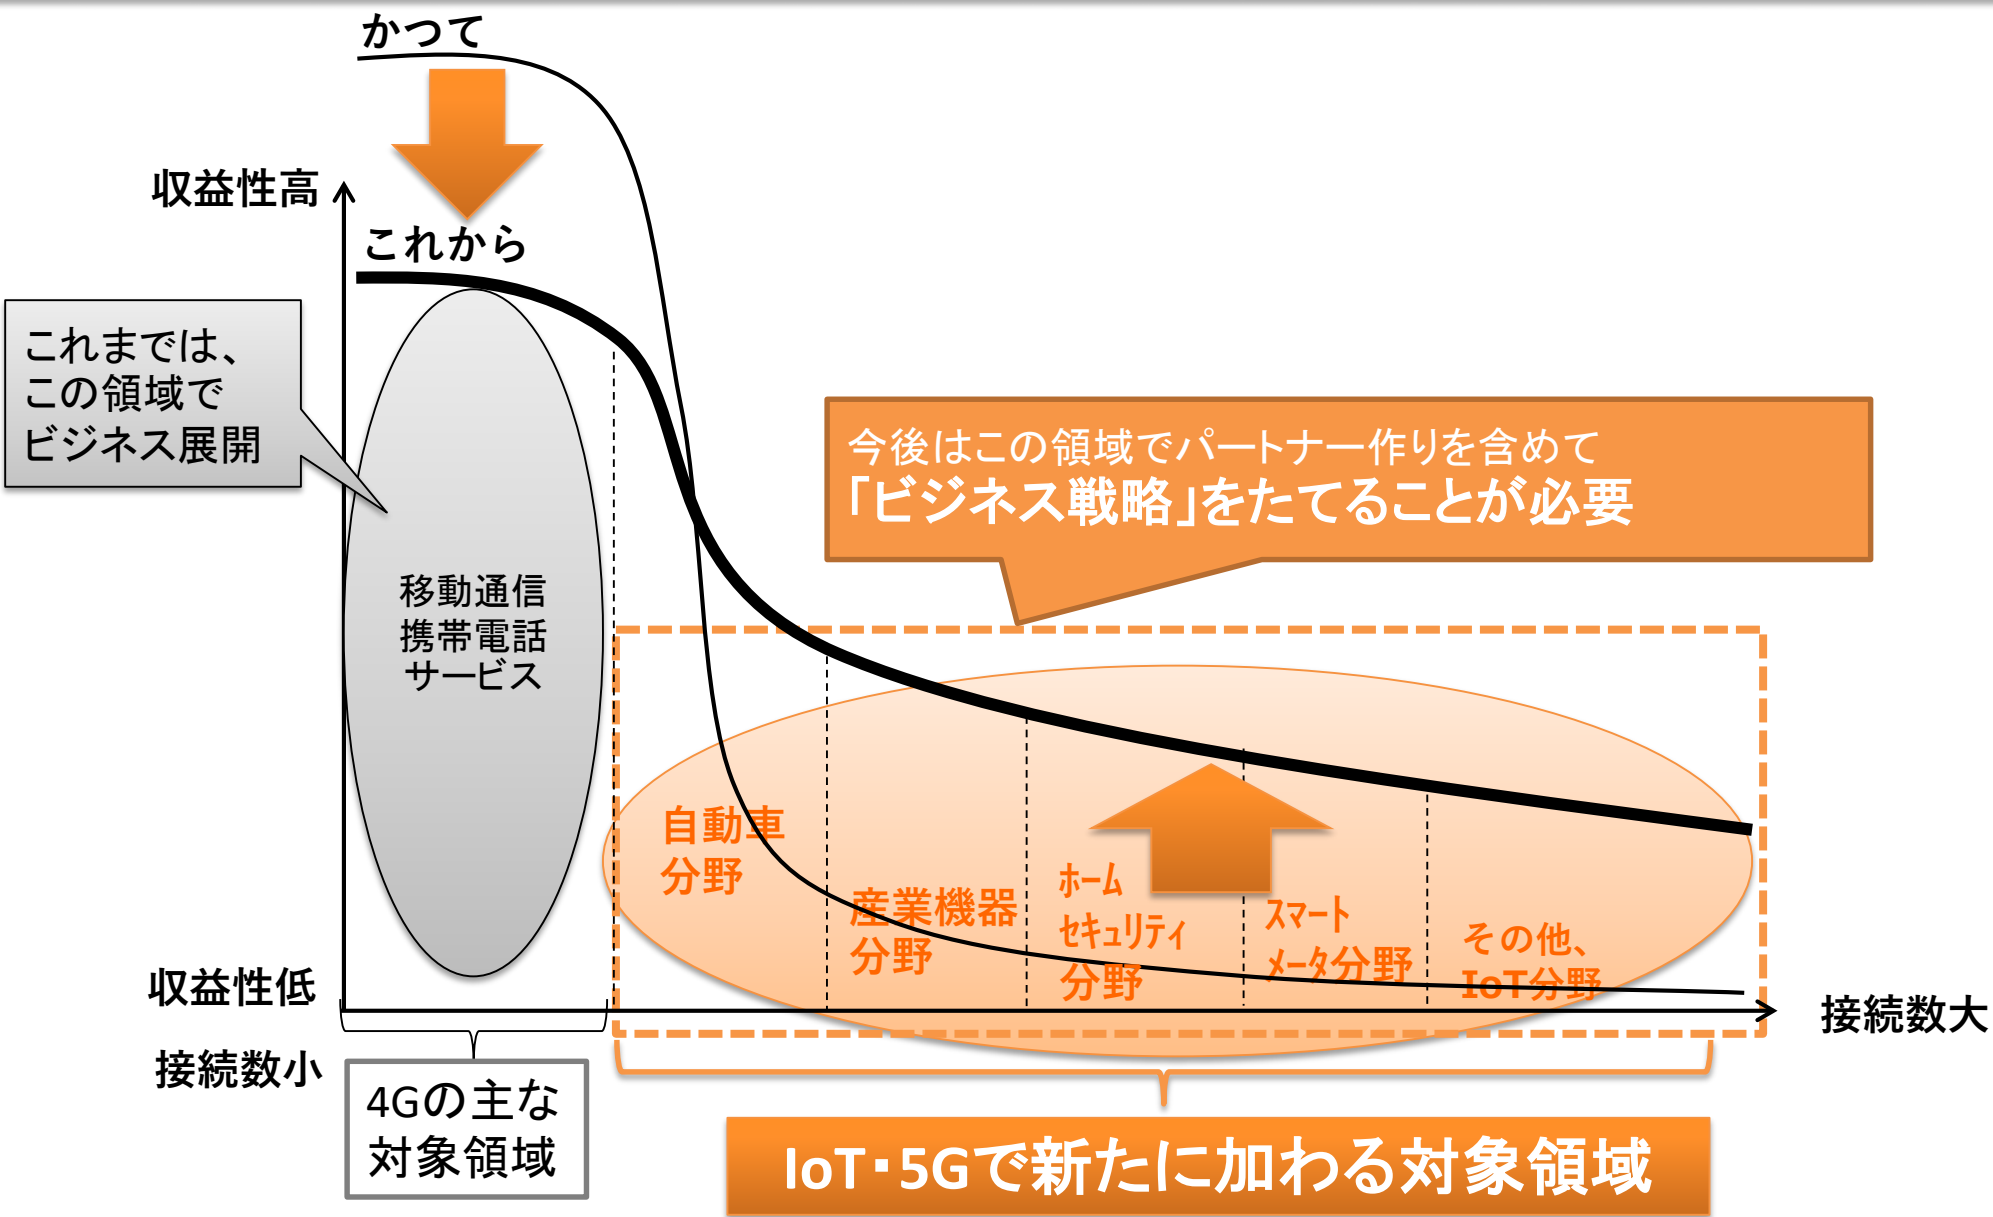 かつて
収益性高
これから
これまでは、
この領域で
ビジネス展開
今後はこの領域でパートナー作りを含めて
「ビジネス戦略」をたてることが必要
移動通信
携帯電話
サービス
自動車
分野
産業機器
分野
ホーム
セキュリティ
分野
スマート
メータ分野
その他、
IoT分野
収益性低
接続数大
接続数小
4Gの主な
対象領域
IoT・5Gで新たに加わる対象領域